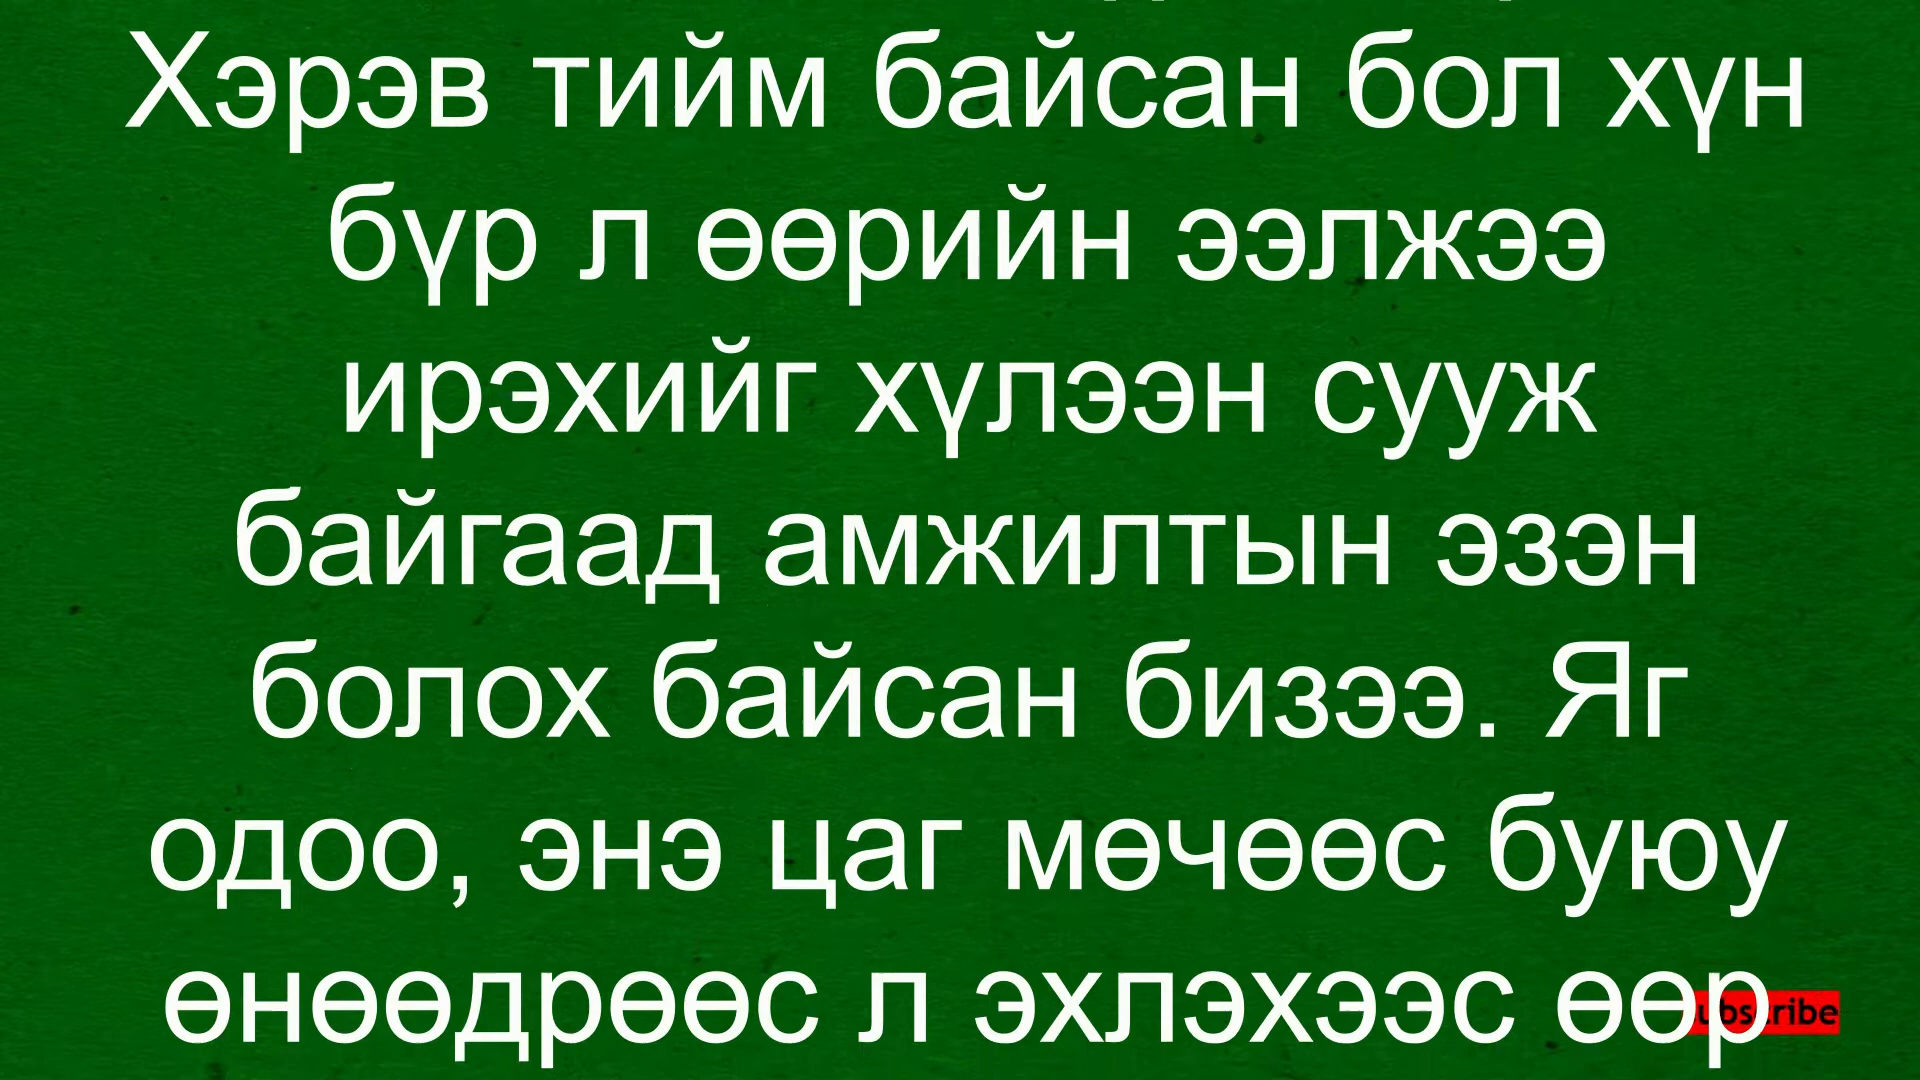 Хэрэв тийм байсан бол хүн
бүр л өөрийн ээлжээ
ирэхийг хүлээн сууж
байгаад амжилтын эзэн
болох байсан бизээ. Яг
одоо, энэ цаг мөчөөс буюу
өнөөдрөөс л эхлэхээс өөр